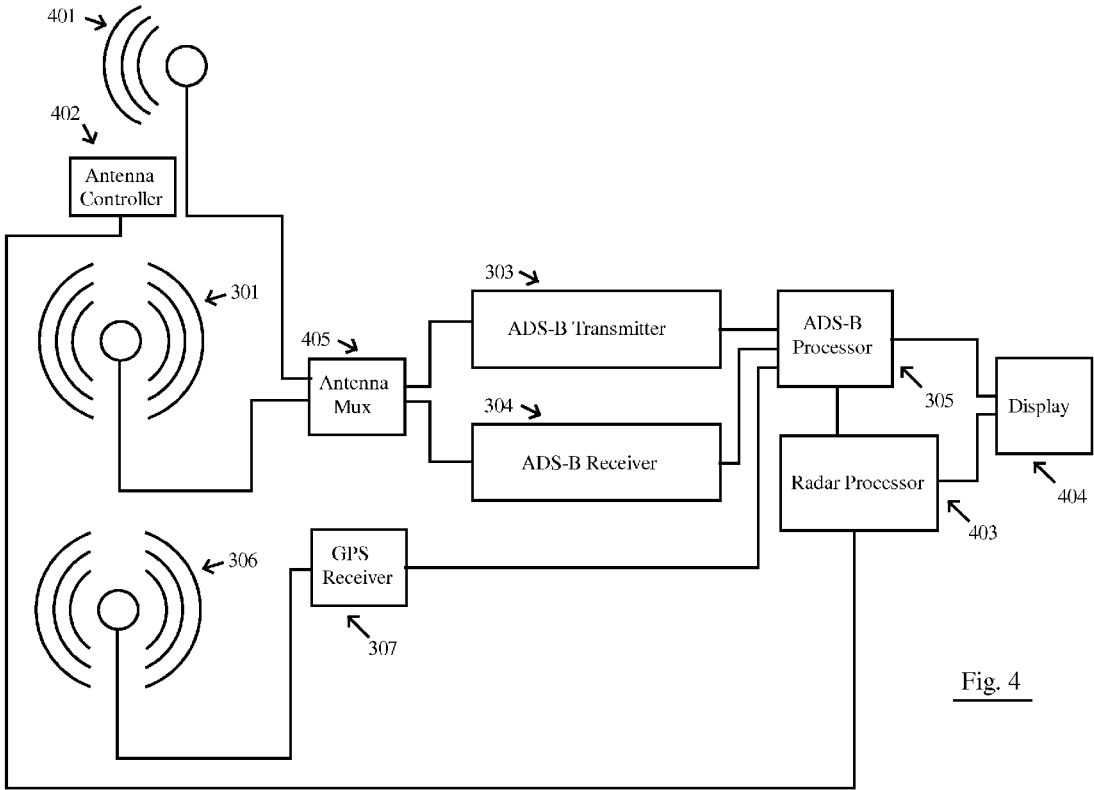 401
402
Antenna
Controller
301
303
ADS-B Transmitter
ADS-B
Processor
405
Antenna
Mux
305
Display
304
ADS-B Receiver
Radar Processor
404
403
306
GPS
Receiver
307
Fig. 4